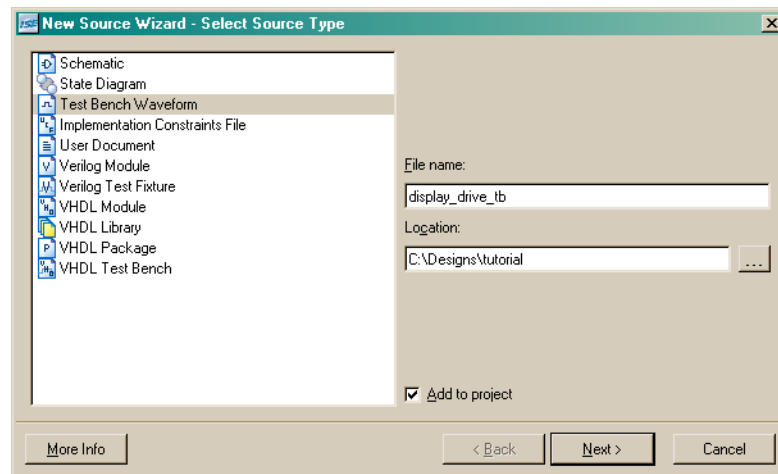 ISE New Source Wizard - Select Source Type
Schematic
State Diagram
Test Bench Waveform
Implementation Constraints File
User Document
Verilog Module
Verilog Test Fixture
VHDL Module
VHDL Library
VHDL Package
VHDL Test Bench
File name:
display_drive_tb
Location:
C:\Designs\tutorial
...
Add to project
More Info
< Back
Next >
Cancel